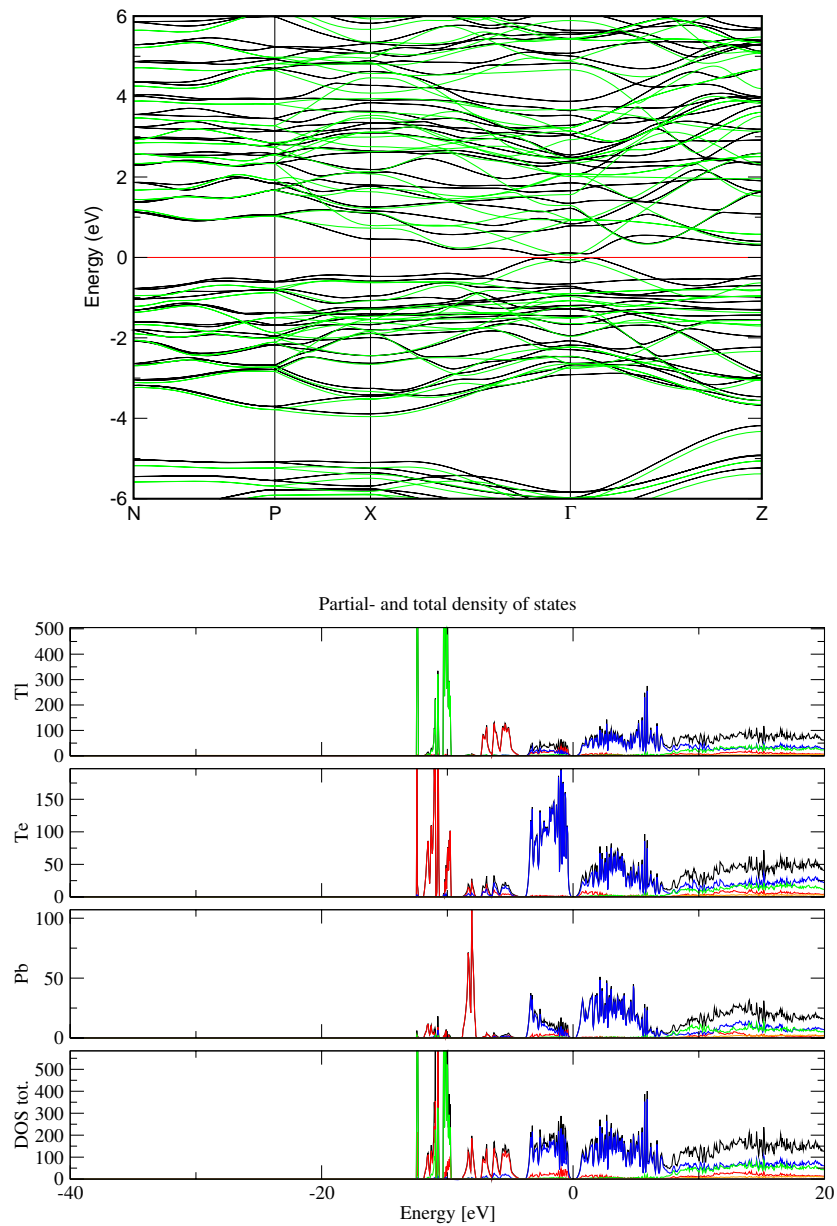 6
4
2
0
-2
-4
-6
Energy (eV)
N P X Γ Z
Partial- and total density of states
500
400
300
200
100
0
Tl
150
100
50
0
Te
100
50
0
Pb
500
400
300
200
100
0
DOS tot.
-40 -20 0 20
Energy [eV]